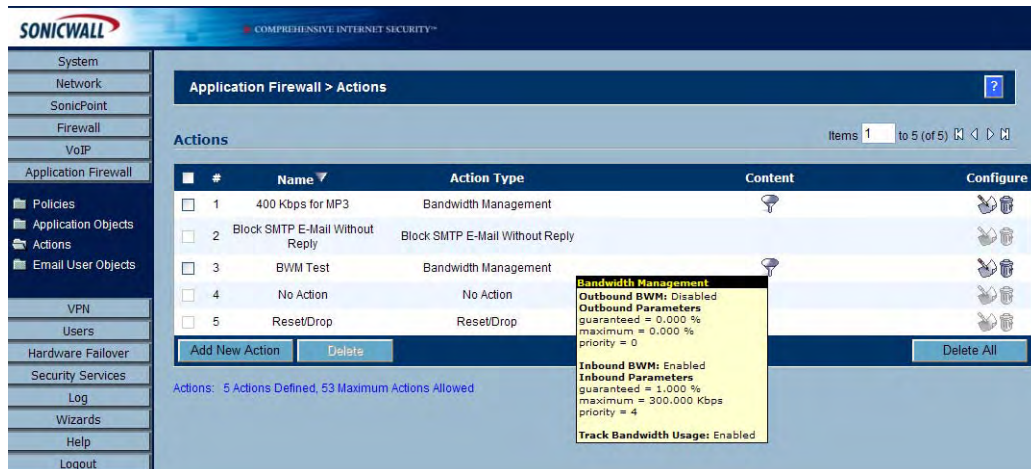 SONICWALL
COMPREHENSIVE INTERNET SECURITY™
System
Network
SonicPoint
Firewall
VoIP
Application Firewall
Policies
Application Objects
Actions
Email User Objects
VPN
Users
Hardware Failover
Security Services
Log
Wizards
Help
Logout
Application Firewall > Actions
?
Actions
Items 1 to 5 (of 5)
# Name Action Type Content Configure
1 400 Kbps for MP3 Bandwidth Management
2 Block SMTP E-Mail Without Reply Block SMTP E-Mail Without Reply
3 BWM Test Bandwidth Management
4 No Action No Action
5 Reset/Drop Reset/Drop
Bandwidth Management
Outbound BWM: Disabled
Outbound Parameters
guaranteed = 0.000 %
maximum = 0.000 %
priority = 0
Inbound BWM: Enabled
Inbound Parameters
guaranteed = 1.000 %
maximum = 300.000 Kbps
priority = 4
Track Bandwidth Usage: Enabled
Add New Action Delete Delete All
Actions: 5 Actions Defined, 53 Maximum Actions Allowed